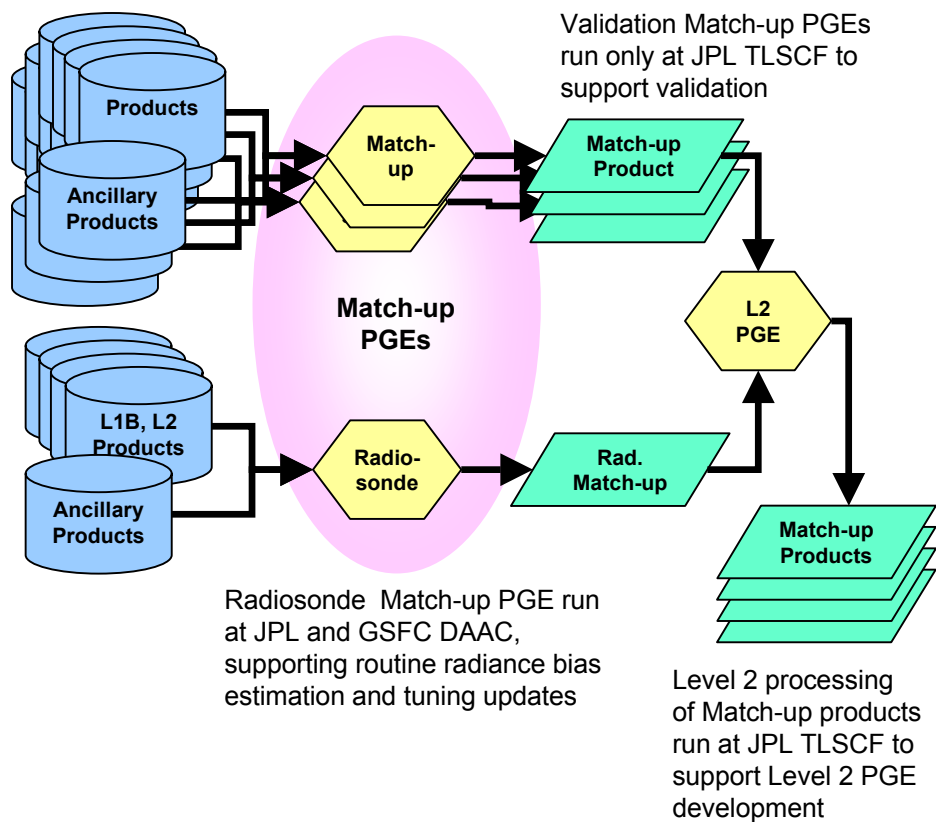 Validation Match-up PGEs
run only at JPL TLSCF to
support validation
Products
Match-
up
Match-up
Product
Ancillary
Products
Match-up
PGEs
L2
PGE
L1B, L2
Products
Radio-
sonde
Rad.
Match-up
Ancillary
Products
Match-up
Products
Radiosonde Match-up PGE run
at JPL and GSFC DAAC,
supporting routine radiance bias
estimation and tuning updates
Level 2 processing
of Match-up products
run at JPL TLSCF to
support Level 2 PGE
development